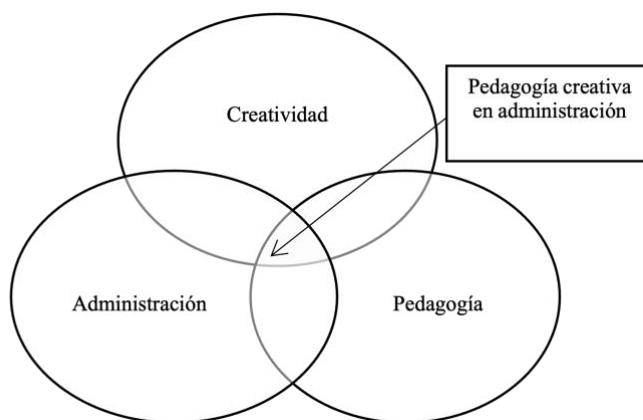 Creatividad
Pedagogía creativa
en administración
Administración
Pedagogía